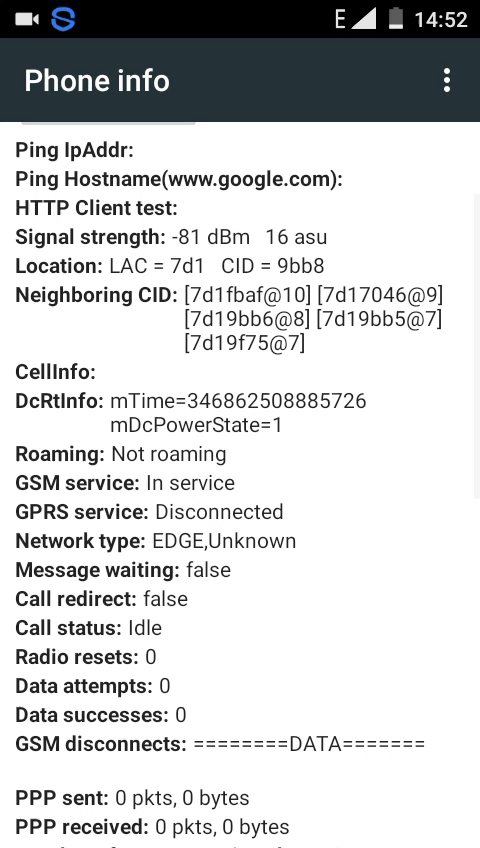 E 14:52
Phone info
Ping IpAddr:
Ping Hostname(www.google.com):
HTTP Client test:
Signal strength: -81 dBm 16 asu
Location: LAC = 7d1 CID = 9bb8
Neighboring CID: [7d1fbaf@10] [7d17046@9]
[7d19bb6@8] [7d19bb5@7]
[7d19f75@7]
CellInfo:
DcRtInfo: mTime=346862508885726
mDcPowerState=1
Roaming: Not roaming
GSM service: In service
GPRS service: Disconnected
Network type: EDGE,Unknown
Message waiting: false
Call redirect: false
Call status: Idle
Radio resets: 0
Data attempts: 0
Data successes: 0
GSM disconnects: ========DATA=======
PPP sent: 0 pkts, 0 bytes
PPP received: 0 pkts, 0 bytes